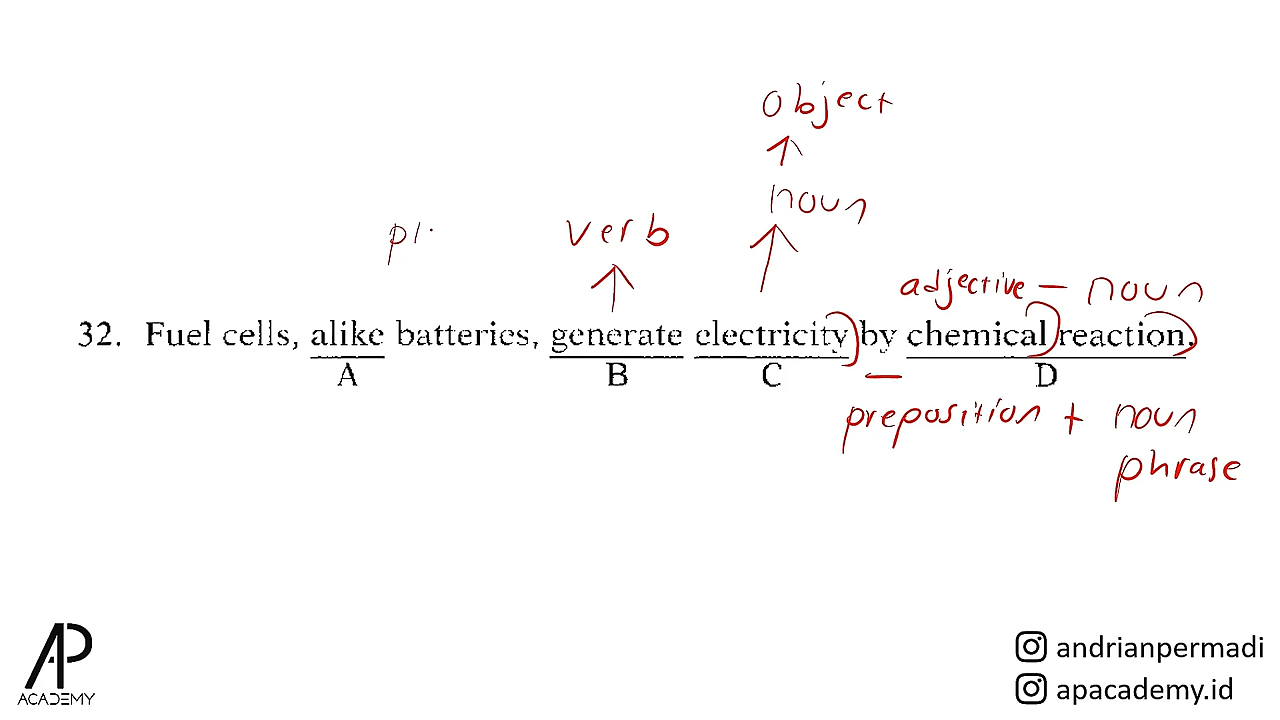 object
noun
pl
verb
adjective – noun
32. Fuel cells, alike batteries, generate electricity by chemical reaction.
A B C D
preposition + noun
phrase
AP
ACADEMY
andrianpermadi
apacademy.id